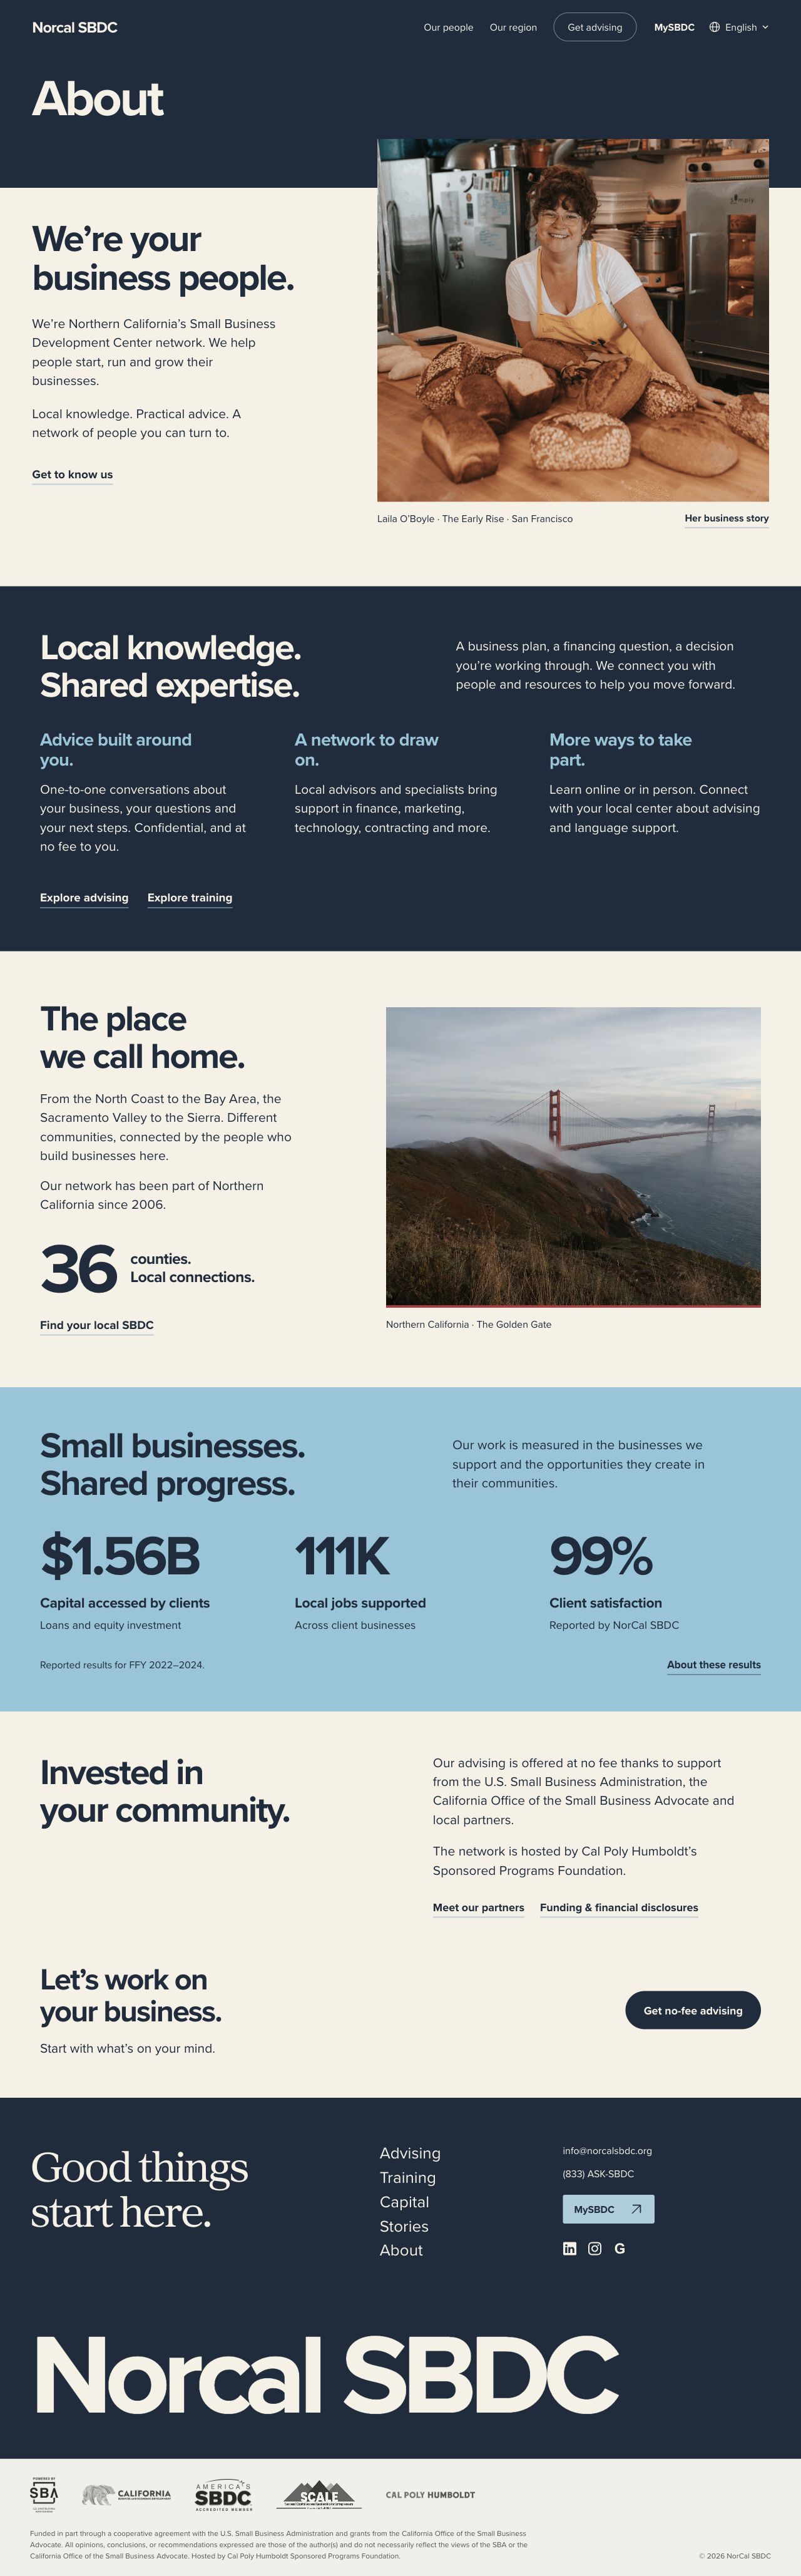 Norcal SBDC
Our people
Our region
Get advising
MySBDC
English
About
We’re your
business people.
We’re Northern California’s Small Business
Development Center network. We help
people start, run and grow their
businesses.
Local knowledge. Practical advice. A
network of people you can turn to.
Get to know us
Laila O’Boyle · The Early Rise · San Francisco
Her business story
Local knowledge.
Shared expertise.
A business plan, a financing question, a decision
you’re working through. We connect you with
people and resources to help you move forward.
Advice built around
you.
One-to-one conversations about
your business, your questions and
your next steps. Confidential, and at
no fee to you.
A network to draw
on.
Local advisors and specialists bring
support in finance, marketing,
technology, contracting and more.
More ways to take
part.
Learn online or in person. Connect
with your local center about advising
and language support.
Explore advising
Explore training
The place
we call home.
From the North Coast to the Bay Area, the
Sacramento Valley to the Sierra. Different
communities, connected by the people who
build businesses here.
Our network has been part of Northern
California since 2006.
36
counties.
Local connections.
Find your local SBDC
Northern California · The Golden Gate
Small businesses.
Shared progress.
Our work is measured in the businesses we
support and the opportunities they create in
their communities.
$1.56B
Capital accessed by clients
Loans and equity investment
111K
Local jobs supported
Across client businesses
99%
Client satisfaction
Reported by NorCal SBDC
Reported results for FFY 2022–2024.
About these results
Invested in
your community.
Our advising is offered at no fee thanks to support
from the U.S. Small Business Administration, the
California Office of the Small Business Advocate and
local partners.
The network is hosted by Cal Poly Humboldt’s
Sponsored Programs Foundation.
Meet our partners
Funding & financial disclosures
Let’s work on
your business.
Start with what’s on your mind.
Get no-fee advising
Good things
start here.
Advising
Training
Capital
Stories
About
info@norcalsbdc.org
(833) ASK-SBDC
MySBDC
Norcal SBDC
POWERED BY
SBA
CALIFORNIA
AMERICA'S
SBDC
ACCREDITED MEMBER
SCALE
CAL POLY HUMBOLDT
Funded in part through a cooperative agreement with the U.S. Small Business Administration and grants from the California Office of the Small Business
Advocate. All opinions, conclusions, or recommendations expressed are those of the author(s) and do not necessarily reflect the views of the SBA or the
California Office of the Small Business Advocate. Hosted by Cal Poly Humboldt Sponsored Programs Foundation.
© 2026 NorCal SBDC